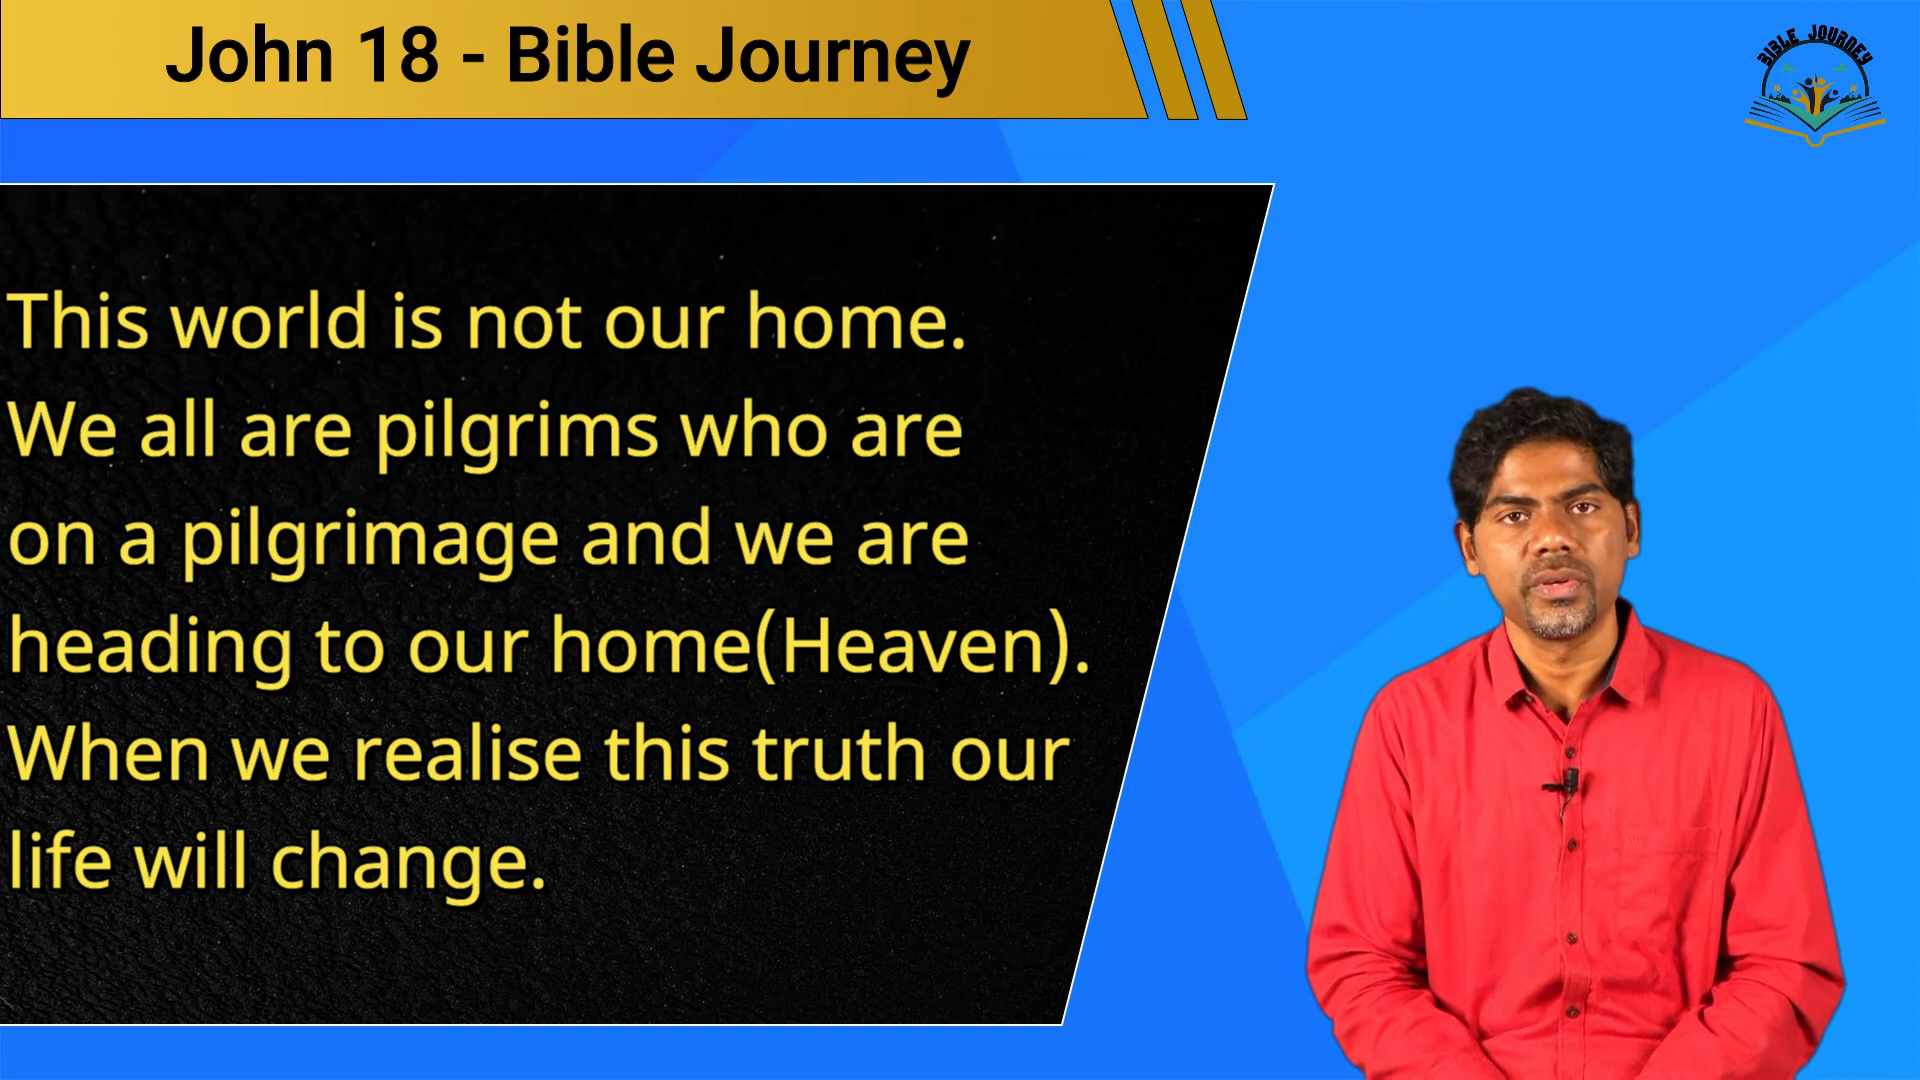 John 18 - Bible Journey
BIBLE JOURNEY
This world is not our home.
We all are pilgrims who are
on a pilgrimage and we are
heading to our home(Heaven).
When we realise this truth our
life will change.